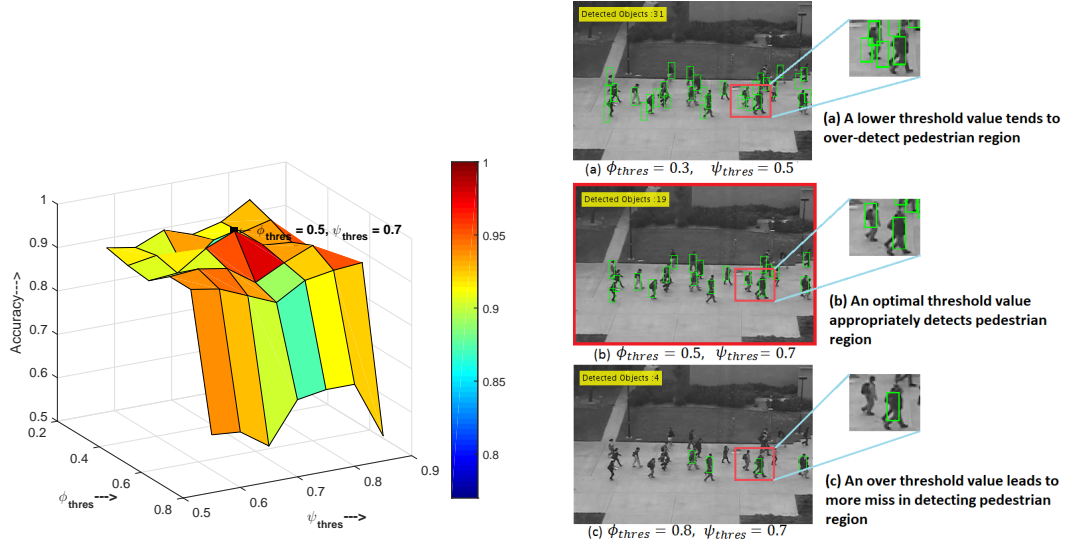 1
0.9
0.8
0.7
0.6
0.5
0.2
0.4
0.6
0.8
0.5
0.6
0.7
0.8
0.9
Accuracy--->
ϕthres--->
ψthres--->
ϕthres = 0.5, ψthres = 0.7
1
0.95
0.9
0.85
0.8
Detected Objects :31
(a) ϕthres = 0.3, ψthres = 0.5
(a) A lower threshold value tends to
over-detect pedestrian region
Detected Objects :19
(b) ϕthres = 0.5, ψthres = 0.7
(b) An optimal threshold value
appropriately detects pedestrian
region
Detected Objects :4
(c) ϕthres = 0.8, ψthres = 0.7
(c) An over threshold value leads to
more miss in detecting pedestrian
region